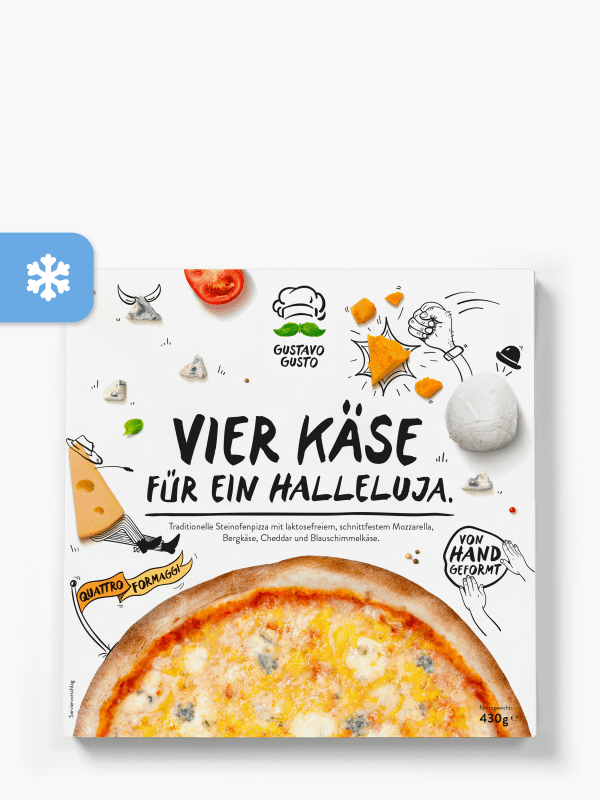 GUSTAVO
GUSTO
VIER KÄSE
FÜR EIN HALLELUJA.
Traditionelle Steinofenpizza mit laktosefreiem, schnittfestem Mozzarella,
Bergkäse, Cheddar und Blauschimmelkäse.
VON
HAND
GEFORMT
QUATTRO FORMAGGI
Serviervorschlag
Nettogewicht:
430g e